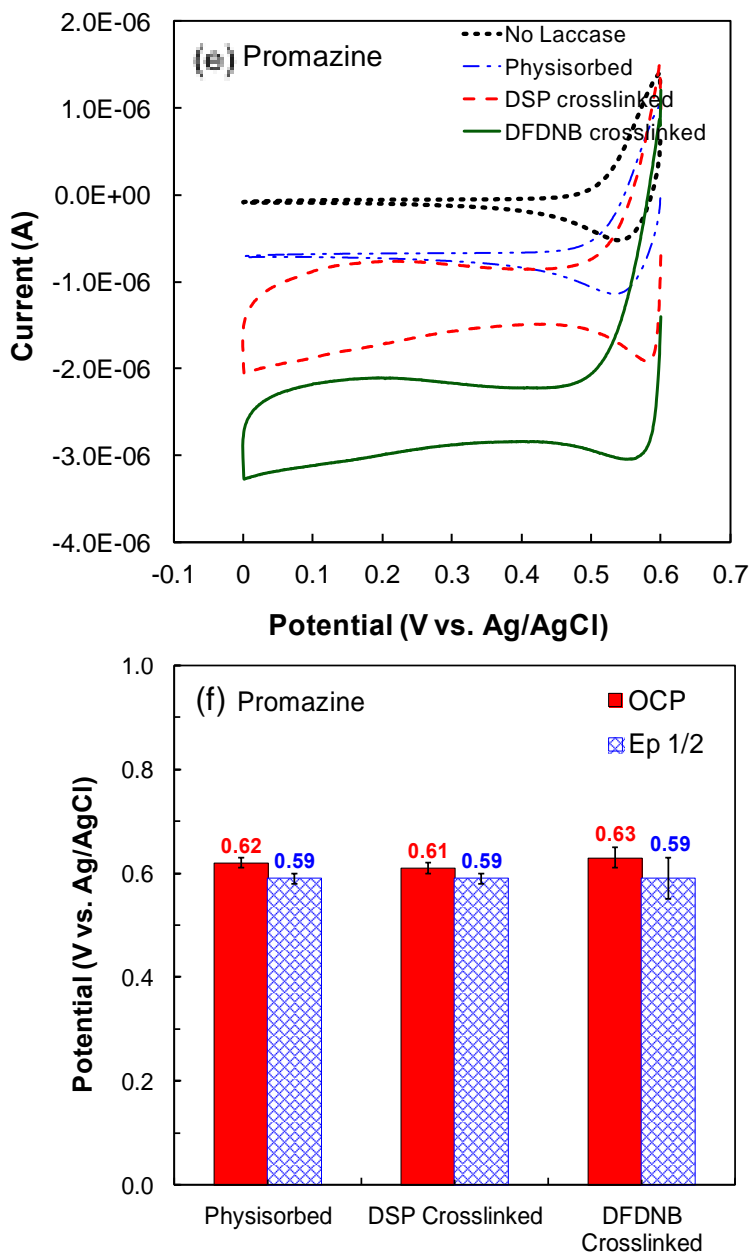 2.0E-06
1.0E-06
0.0E+00
-1.0E-06
-2.0E-06
-3.0E-06
-4.0E-06
Current (A)
(e) Promazine
No Laccase
Physisorbed
DSP crosslinked
DFDNB crosslinked
-0.1 0 0.1 0.2 0.3 0.4 0.5 0.6 0.7
Potential (V vs. Ag/AgCl)
1.0
0.8
0.6
0.4
0.2
0.0
Potential (V vs. Ag/AgCl)
(f) Promazine
OCP
Ep 1/2
0.62 0.59 0.61 0.59 0.63 0.59
Physisorbed DSP Crosslinked DFDNB
Crosslinked